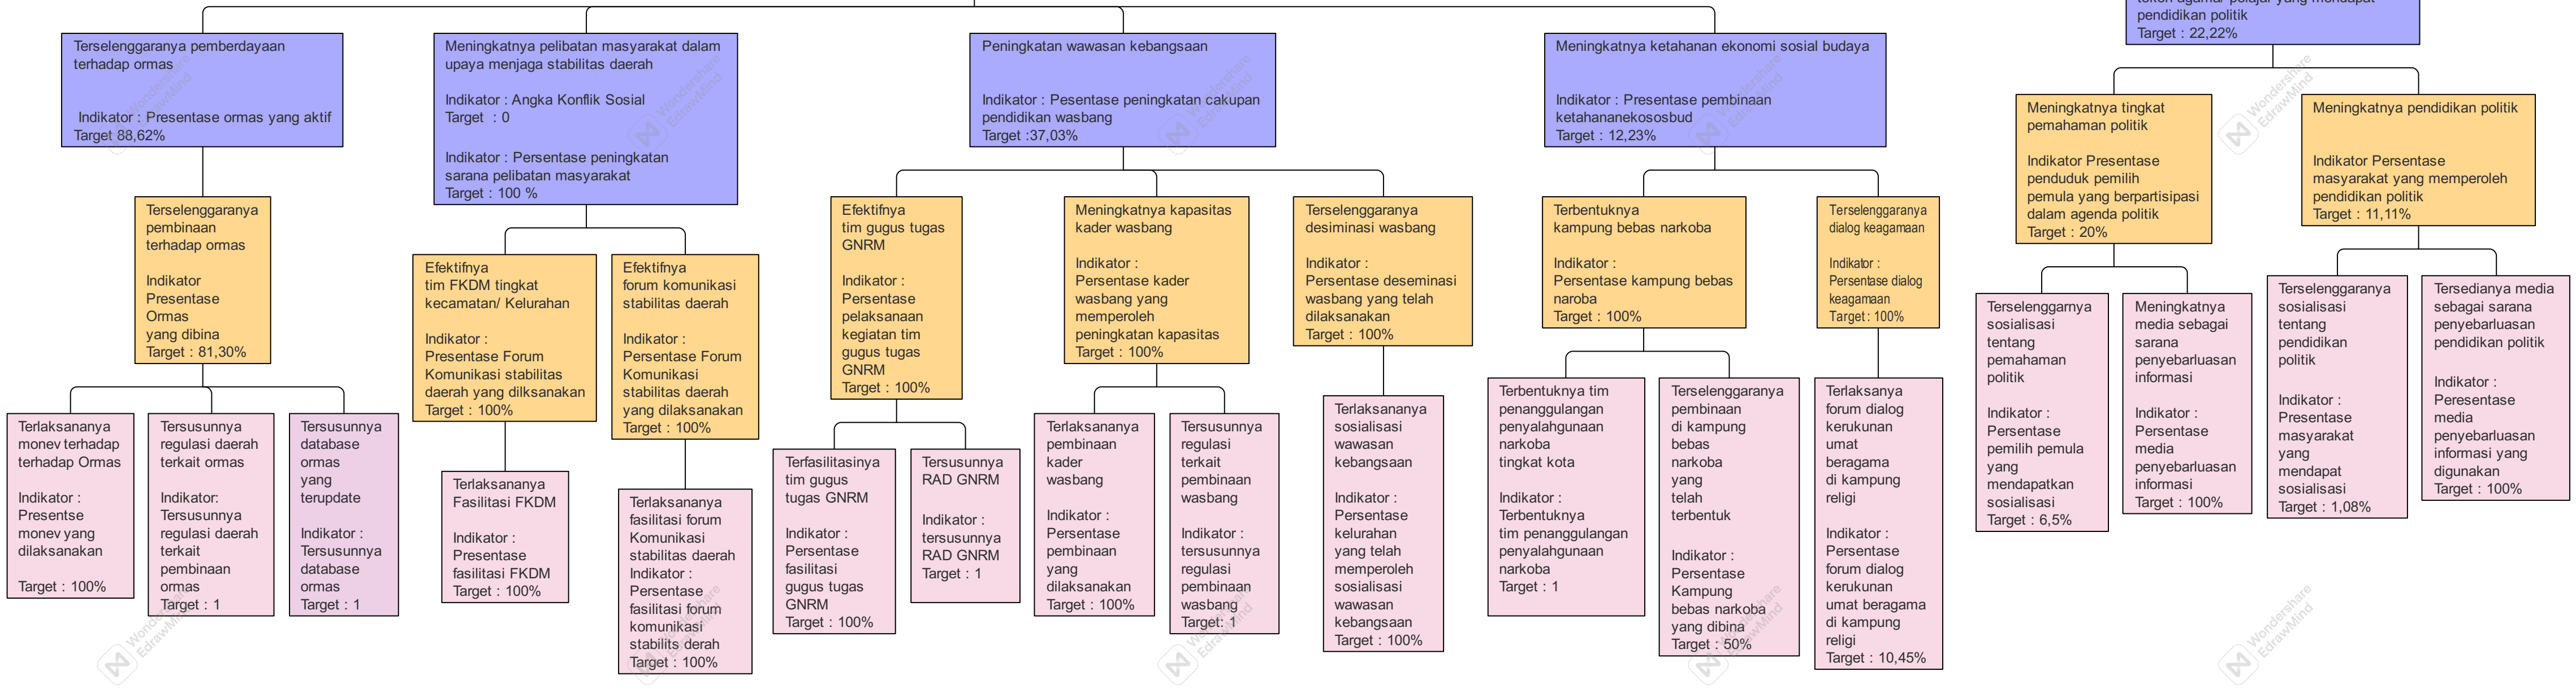 Terselenggaranya pemberdayaan
terhadap ormas
Indikator : Presentase ormas yang aktif
Target 88,62%
Meningkatnya pelibatan masyarakat dalam
upaya menjaga stabilitas daerah
Indikator : Angka Konflik Sosial
Target : 0
Indikator : Persentase peningkatan
sarana pelibatan masyarakat
Target : 100 %
Peningkatan wawasan kebangsaan
Indikator : Pesentase peningkatan cakupan
pendidikan wasbang
Target :37,03%
Meningkatnya ketahanan ekonomi sosial budaya
Indikator : Presentase pembinaan
ketahananekososbud
Target : 12,23%
pendidikan politik
Target : 22,22%
Terselenggaranya
pembinaan
terhadap ormas
Indikator
Presentase
Ormas
yang dibina
Target : 81,30%
Efektifnya
tim FKDM tingkat
kecamatan/ Kelurahan
Indikator :
Presentase Forum
Komunikasi stabilitas
daerah yang dilksanakan
Target : 100%
Efektifnya
forum komunikasi
stabilitas daerah
Indikator :
Persentase Forum
Komunikasi
stabilitas daerah
yang dilaksanakan
Target : 100%
Efektifnya
tim gugus tugas
GNRM
Indikator :
Persentase
pelaksanaan
kegiatan tim
gugus tugas
GNRM
Target : 100%
Meningkatnya kapasitas
kader wasbang
Indikator :
Persentase kader
wasbang yang
memperoleh
peningkatan kapasitas
Target : 100%
Terselenggaranya
desiminasi wasbang
Indikator :
Persentase deseminasi
wasbang yang telah
dilaksanakan
Target : 100%
Terbentuknya
kampung bebas narkoba
Indikator :
Persentase kampung bebas
naroba
Target : 100%
Terselenggaranya
dialog keagamaan
Indikator :
Persentase dialog
keagamaan
Target : 100%
Meningkatnya tingkat
pemahaman politik
Indikator Presentase
penduduk pemilih
pemula yang berpartisipasi
dalam agenda politik
Target : 20%
Meningkatnya pendidikan politik
Indikator Persentase
masyarakat yang memperoleh
pendidikan politik
Target : 11,11%
Terlaksananya
monev terhadap
terhadap Ormas
Indikator :
Presentse
monev yang
dilaksanakan
Target : 100%
Tersusunnya
regulasi daerah
terkait ormas
Indikator:
Tersusunnya
regulasi daerah
terkait
pembinaan
ormas
Target : 1
Tersusunnya
database
ormas
yang
terupdate
Indikator :
Tersusunnya
database
ormas
Target : 1
Terlaksananya
Fasilitasi FKDM
Indikator :
Presentase
fasilitasi FKDM
Target : 100%
Terlaksananya
fasilitasi forum
Komunikasi
stabilitas daerah
Indikator :
Persentase
fasilitasi forum
komunikasi
stabilits derah
Target : 100%
Terfasilitasinya
tim gugus
tugas GNRM
Indikator :
Persentase
fasilitasi
gugus tugas
GNRM
Target : 100%
Tersusunnya
RAD GNRM
Indikator :
tersusunnya
RAD GNRM
Target : 1
Terlaksananya
pembinaan
kader
wasbang
Indikator :
Persentase
pembinaan
yang
dilaksanakan
Target : 100%
Tersusunnya
regulasi
terkait
pembinaan
wasbang
Indikator :
tersusunnya
regulasi
pembinaan
wasbang
Target: 1
Terlaksananya
sosialisasi
wawasan
kebangsaan
Indikator :
Persentase
kelurahan
yang telah
memperoleh
sosialisasi
wawasan
kebangsaan
Target : 100%
Terbentuknya tim
penanggulangan
penyalahgunaan
narkoba
tingkat kota
Indikator :
Terbentuknya
tim penanggulangan
penyalahgunaan
narkoba
Target : 1
Terselenggaranya
pembinaan
di kampung
bebas
narkoba
yang
telah
terbentuk
Indikator :
Persentase
Kampung
bebas narkoba
yang dibina
Target : 50%
Terlaksanya
forum dialog
kerukunan
umat
beragama
di kampung
religi
Indikator :
Persentase
forum dialog
kerukunan
umat beragama
di kampung
religi
Target : 10,45%
Terselenggarnya
sosialisasi
tentang
pemahaman
politik
Indikator :
Persentase
pemilih pemula
yang
mendapatkan
sosialisasi
Target : 6,5%
Meningkatnya
media sebagai
sarana
penyebarluasan
informasi
Indikator :
Persentase
media
penyebarluasan
informasi
Target : 100%
Terselenggaranya
sosialisasi
tentang
pendidikan
politik
Indikator :
Presentase
masyarakat
yang
mendapat
sosialisasi
Target : 1,08%
Tersedianya media
sebagai sarana
penyebarluasan
pendidikan politik
Indikator :
Peresentase
media
penyebarluasan
informasi yang
digunakan
Target : 100%
Wondershare
EdrawMind
Wondershare
EdrawMind
Wondershare
EdrawMind
Wondershare
EdrawMind
Wondershare
EdrawMind
Wondershare
EdrawMind
Wondershare
EdrawMind
Wondershare
EdrawMind
Wondershare
EdrawMind
Wondershare
EdrawMind